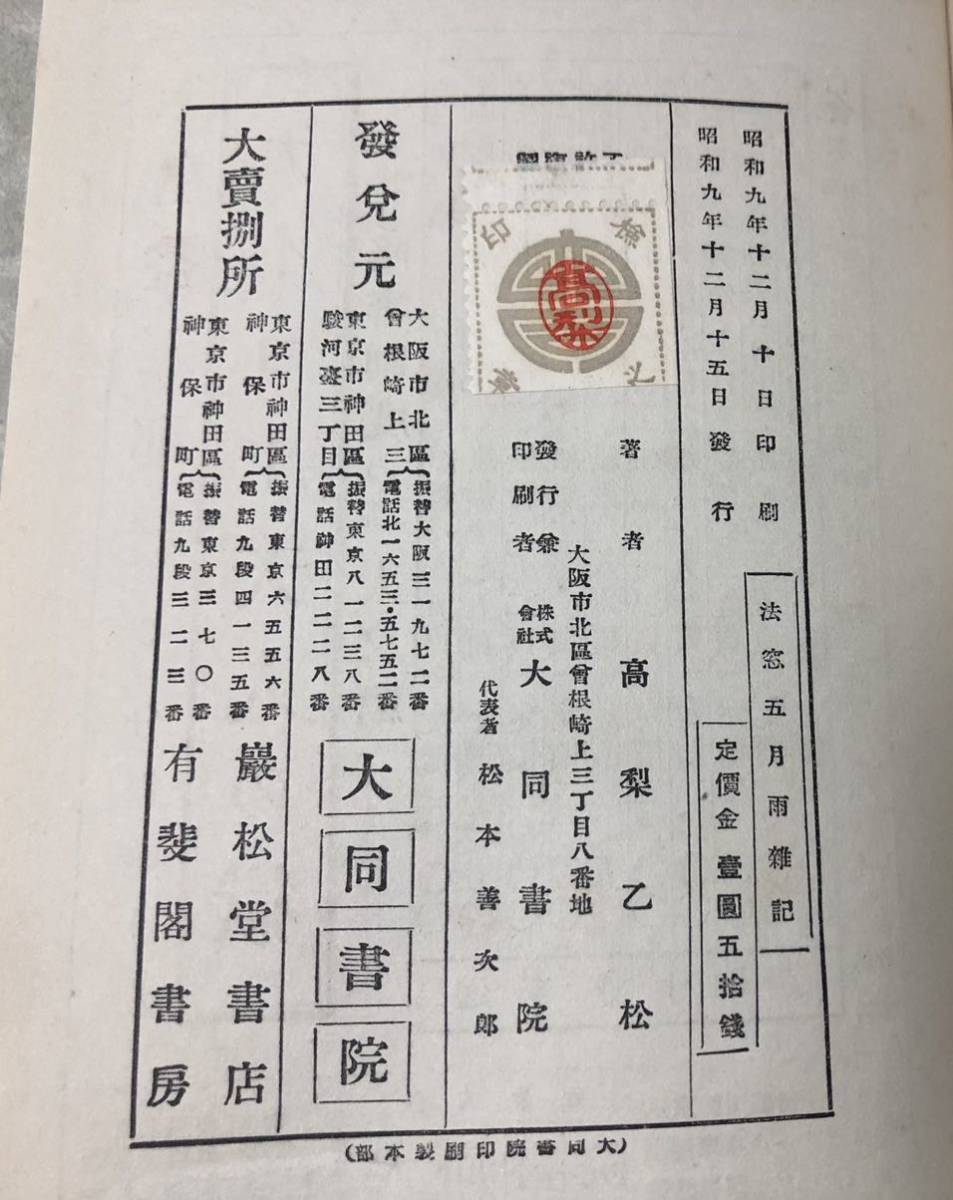 昭和九年十二月十日印刷
昭和九年十二月十五日發行
法窓五月雨雜記
定價金壹圓五拾錢
檢印
高梨
著者 高梨乙松
大阪市北區曾根崎上三丁目八番地
發行兼
印刷者
株式
會社
大同書院
代表者 松本善次郎
發兌元
大阪市北區
曾根崎上三
振替大阪三一九七二番
電話北一六五三・五七五二番
東京市神田區
駿河臺三丁目
振替東京八一二三八番
電話神田二二二八番
大同書院
大賣捌所
東京市神田區
神保町
振替東京六五五六番
電話九段四一三五番
巖松堂書店
東京市神田區
神保町
振替東京三七〇番
電話九段三二三番
有斐閣書房
(大同書院印刷製本部)